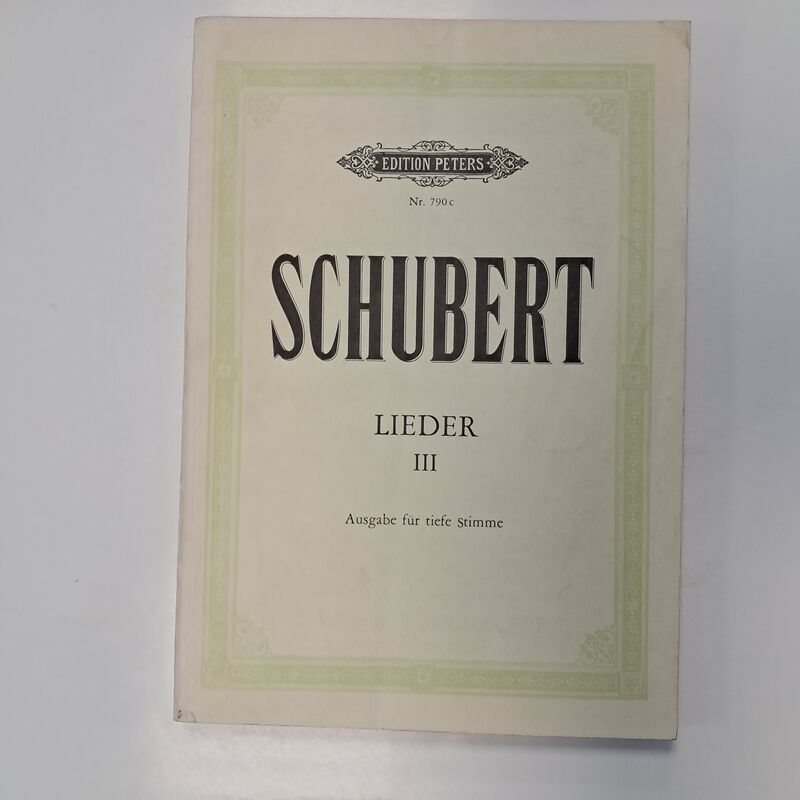 EDITION PETERS
Nr. 790 c
SCHUBERT
LIEDER
III
Ausgabe für tiefe Stimme